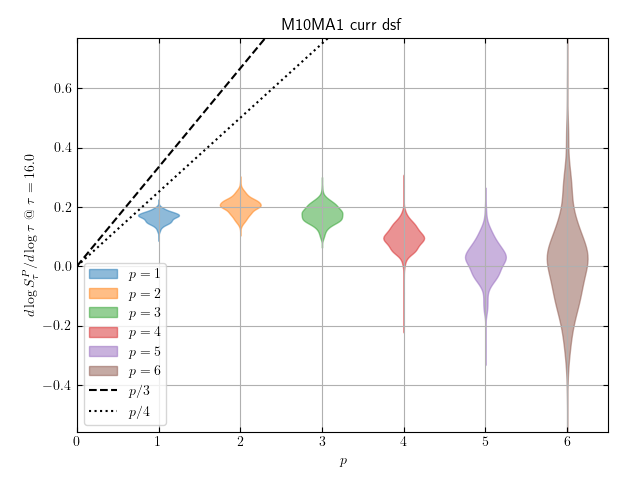 M10MA1 curr dsf
d log S_τ^P / d log τ @ τ = 16.0
0.6
0.4
0.2
0.0
−0.2
−0.4
p = 1
p = 2
p = 3
p = 4
p = 5
p = 6
p/3
p/4
0 1 2 3 4 5 6
p